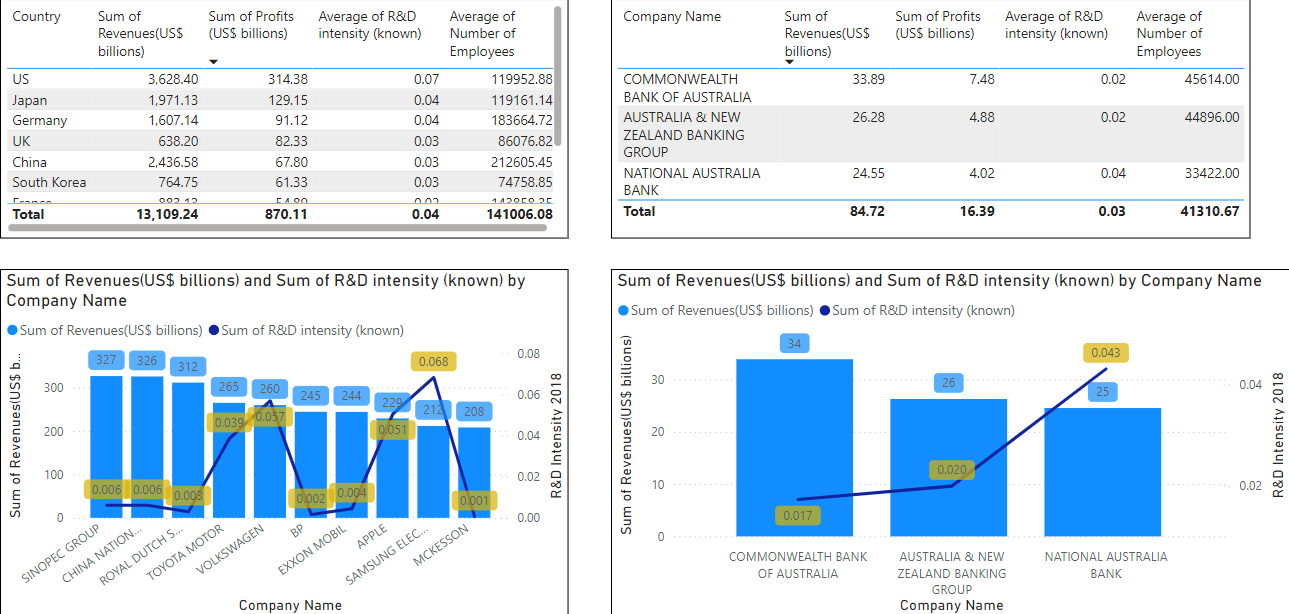 Country Sum of Revenues(US$ billions) Sum of Profits (US$ billions) Average of R&D intensity (known) Average of Number of Employees
US 3,628.40 314.38 0.07 119952.88
Japan 1,971.13 129.15 0.04 119161.14
Germany 1,607.14 91.12 0.04 183664.72
UK 638.20 82.33 0.03 86076.82
China 2,436.58 67.80 0.03 212605.45
South Korea 764.75 61.33 0.03 74758.85
Total 13,109.24 870.11 0.04 141006.08
Company Name Sum of Revenues(US$ billions) Sum of Profits (US$ billions) Average of R&D intensity (known) Average of Number of Employees
COMMONWEALTH 33.89 7.48 0.02 45614.00
BANK OF AUSTRALIA
AUSTRALIA & NEW 26.28 4.88 0.02 44896.00
ZEALAND BANKING
GROUP
NATIONAL AUSTRALIA 24.55 4.02 0.04 33422.00
BANK
Total 84.72 16.39 0.03 41310.67
Sum of Revenues(US$ billions) and Sum of R&D intensity (known) by
Company Name
Sum of Revenues(US$ billions) Sum of R&D intensity (known)
Sum of Revenues(US$ b...
300
200
100
0
327 326 312 265 260 245 244 229 212 208
0.006 0.006 0.003 0.039 0.057 0.002 0.004 0.051 0.068 0.001
0.08
0.06
0.04
0.02
0.00
R&D Intensity 2018
SINOPEC GROUP
CHINA NATION...
ROYAL DUTCH S...
TOYOTA MOTOR
VOLKSWAGEN
BP
EXXON MOBIL
APPLE
SAMSUNG ELEC...
MCKESSON
Company Name
Sum of Revenues(US$ billions) and Sum of R&D intensity (known) by Company Name
Sum of Revenues(US$ billions) Sum of R&D intensity (known)
Sum of Revenues(US$ billions)
30
20
10
0
34 26 25
0.017 0.020 0.043
0.04
0.02
R&D Intensity 2018
COMMONWEALTH BANK
OF AUSTRALIA
AUSTRALIA & NEW
ZEALAND BANKING
GROUP
NATIONAL AUSTRALIA
BANK
Company Name